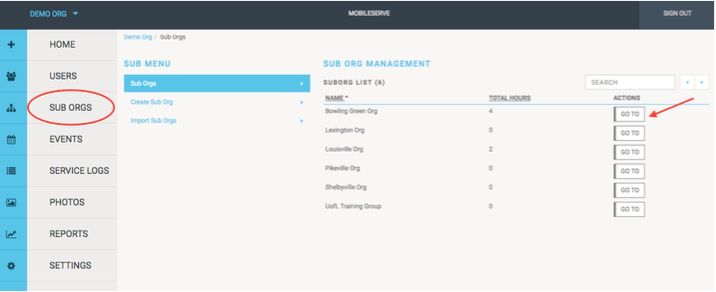 DEMO ORG
MOBILESERVE
SIGN OUT
HOME
USERS
SUB ORGS
EVENTS
SERVICE LOGS
PHOTOS
REPORTS
SETTINGS
Demo Org / Sub Orgs
SUB MENU
Sub Orgs
Create Sub Org
Import Sub Orgs
SUB ORG MANAGEMENT
SUBORG LIST (6)
SEARCH
NAME TOTAL HOURS ACTIONS
Bowling Green Org 4 GO TO
Lexington Org 0 GO TO
Louisville Org 2 GO TO
Pikeville Org 0 GO TO
Shelbyville Org 0 GO TO
UofL Training Group 0 GO TO